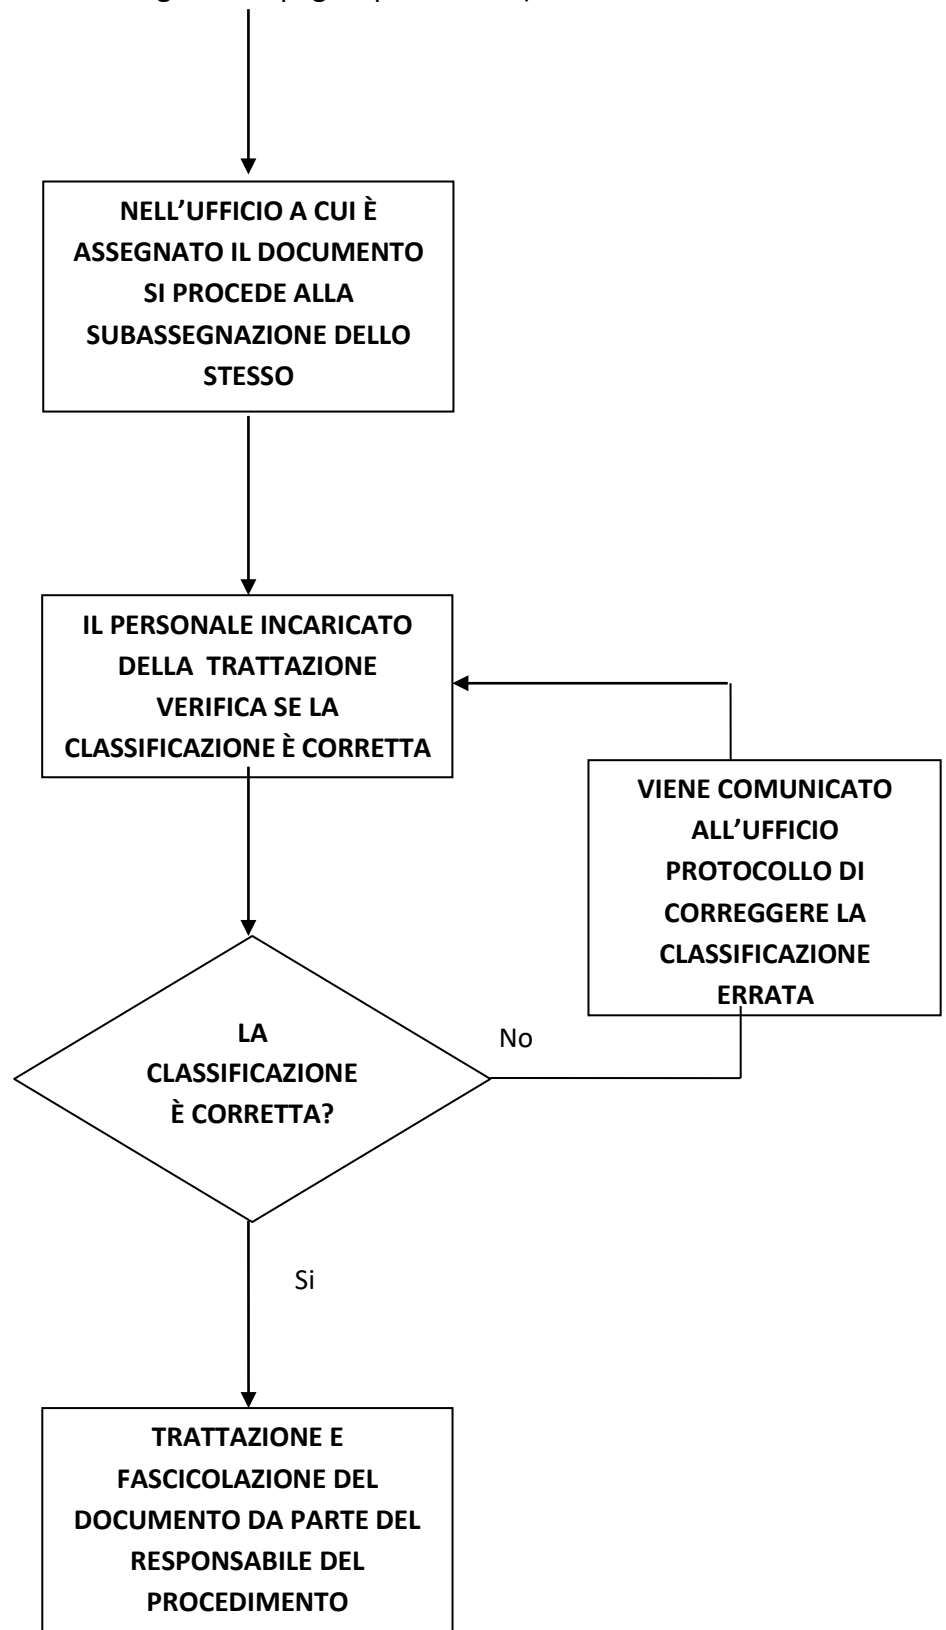 NELL’UFFICIO A CUI È
ASSEGNATO IL DOCUMENTO
SI PROCEDE ALLA
SUBASSEGNAZIONE DELLO
STESSO
IL PERSONALE INCARICATO
DELLA TRATTAZIONE
VERIFICA SE LA
CLASSIFICAZIONE È CORRETTA
VIENE COMUNICATO
ALL’UFFICIO
PROTOCOLLO DI
CORREGGERE LA
CLASSIFICAZIONE
ERRATA
LA
CLASSIFICAZIONE
È CORRETTA?
No
Si
TRATTAZIONE E
FASCICOLAZIONE DEL
DOCUMENTO DA PARTE DEL
RESPONSABILE DEL
PROCEDIMENTO